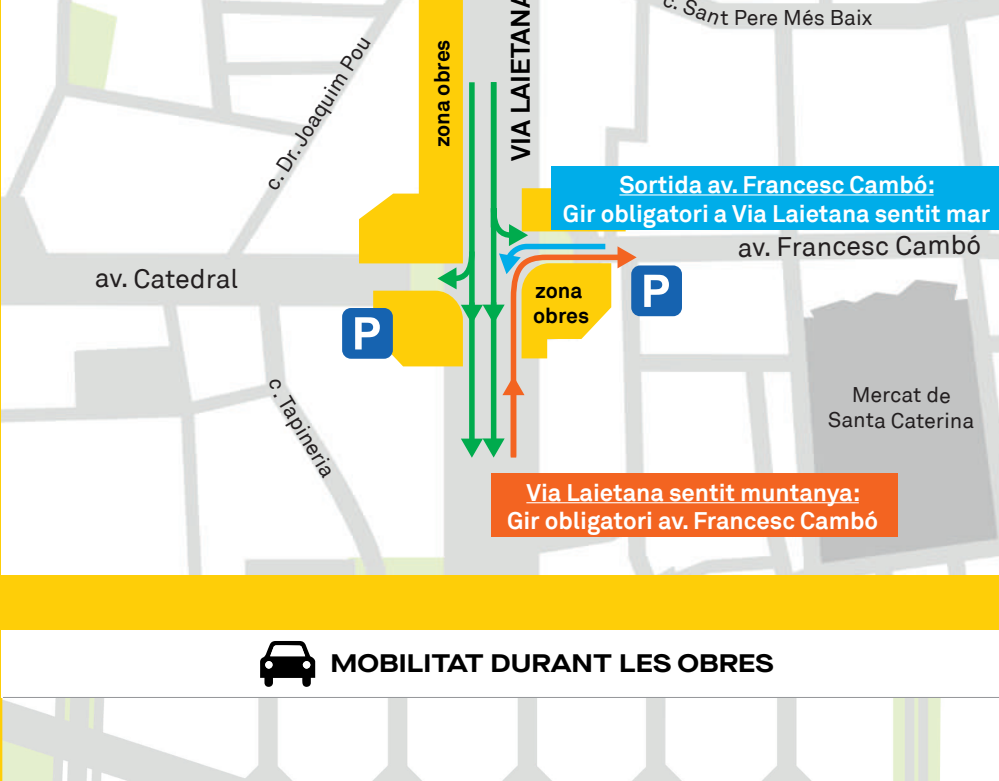 c. Sant Pere Més Baix
VIA LAIETANA
zona obres
c. Dr. Joaquim Pou
Sortida av. Francesc Cambó:
Gir obligatori a Via Laietana sentit mar
av. Francesc Cambó
av. Catedral
zona
obres
P
P
Mercat de
Santa Caterina
c. Tapineria
Via Laietana sentit muntanya:
Gir obligatori av. Francesc Cambó
MOBILITAT DURANT LES OBRES